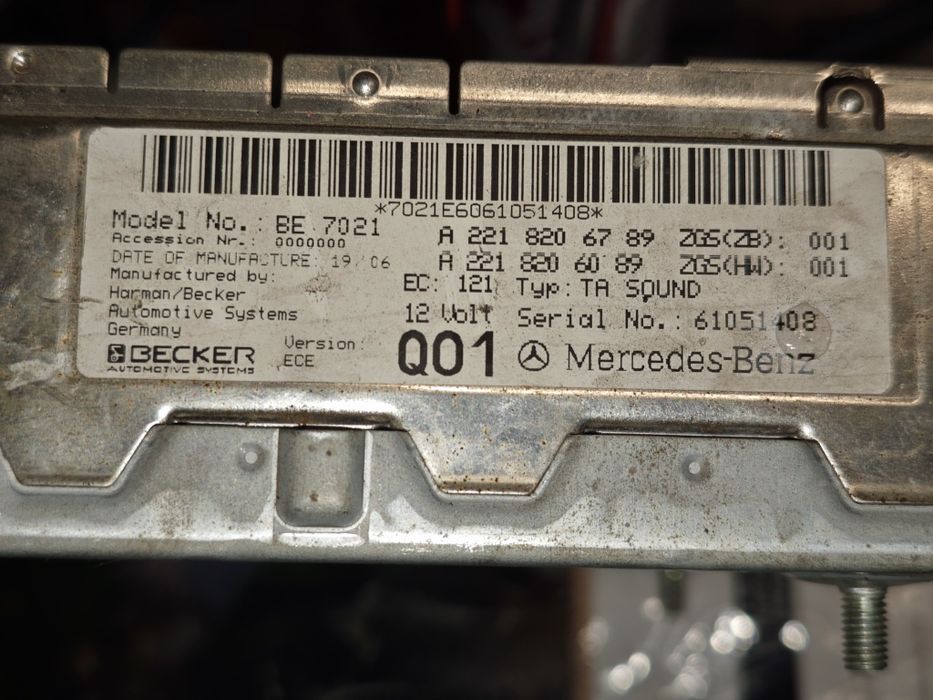 *7021E6061051408*
Model No.: BE 7021
Accession Nr.: 0000000
DATE OF MANUFACTURE: 19/06
Manufactured by:
Harman/Becker
Automotive Systems
Germany
BECKER
AUTOMOTIVE SYSTEMS
A 221 820 67 89 ZGS(ZB): 001
A 221 820 60 89 ZGS(HW): 001
EC: 121 Typ: TA SOUND
12 Volt Serial No.: 61051408
Version:
ECE
Q01 Mercedes-Benz